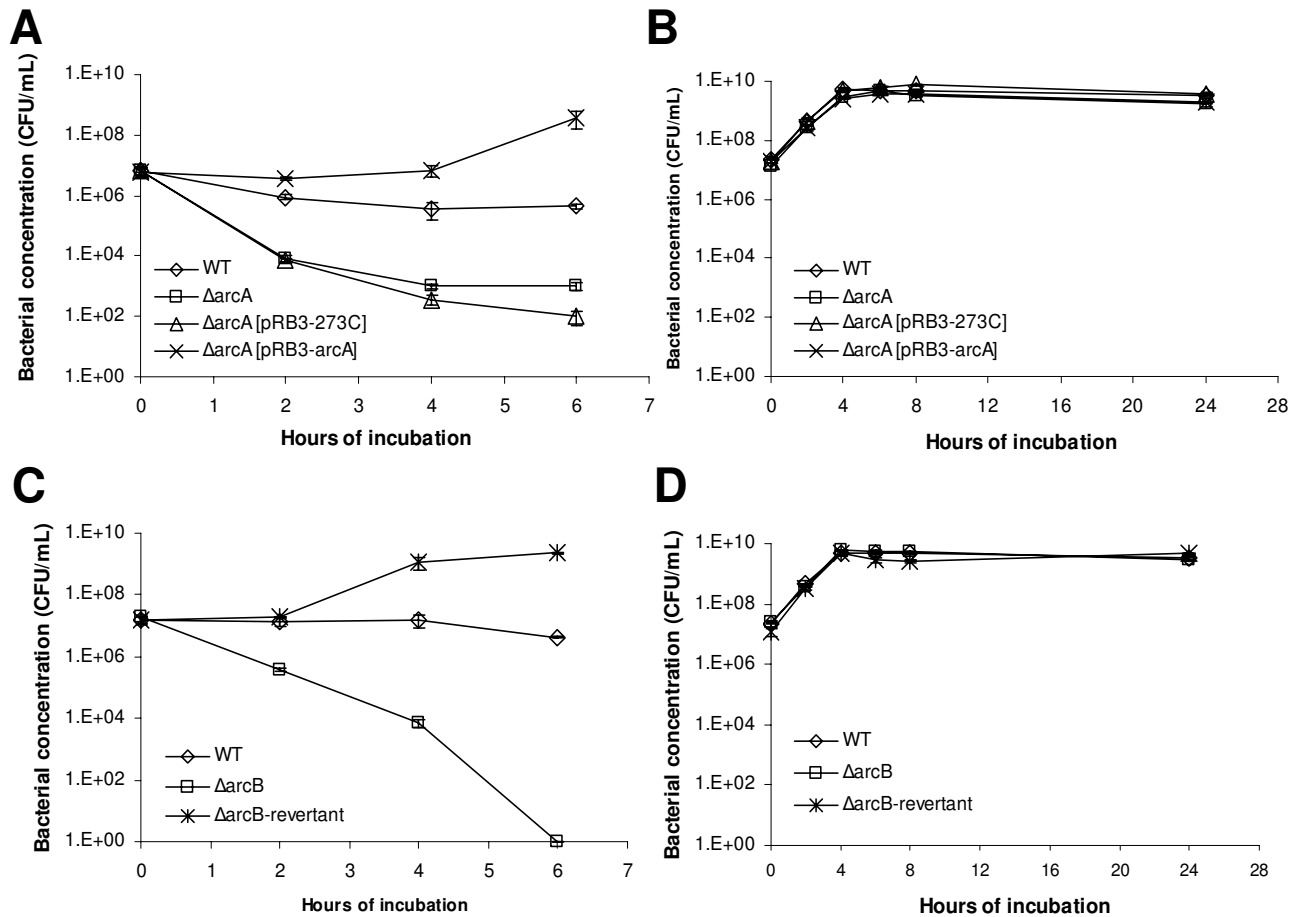 A
Bacterial concentration (CFU/mL)
1.E+10
1.E+08
1.E+06
1.E+04
1.E+02
1.E+00
WT
ΔarcA
ΔarcA [pRB3-273C]
ΔarcA [pRB3-arcA]
0 1 2 3 4 5 6 7
Hours of incubation
B
Bacterial concentration (CFU/mL)
1.E+10
1.E+08
1.E+06
1.E+04
1.E+02
1.E+00
WT
ΔarcA
ΔarcA [pRB3-273C]
ΔarcA [pRB3-arcA]
0 4 8 12 16 20 24 28
Hours of incubation
C
Bacterial concentration (CFU/mL)
1.E+10
1.E+08
1.E+06
1.E+04
1.E+02
1.E+00
WT
ΔarcB
ΔarcB-revertant
0 1 2 3 4 5 6 7
Hours of incubation
D
Bacterial concentration (CFU/mL)
1.E+10
1.E+08
1.E+06
1.E+04
1.E+02
1.E+00
WT
ΔarcB
ΔarcB-revertant
0 4 8 12 16 20 24 28
Hours of incubation